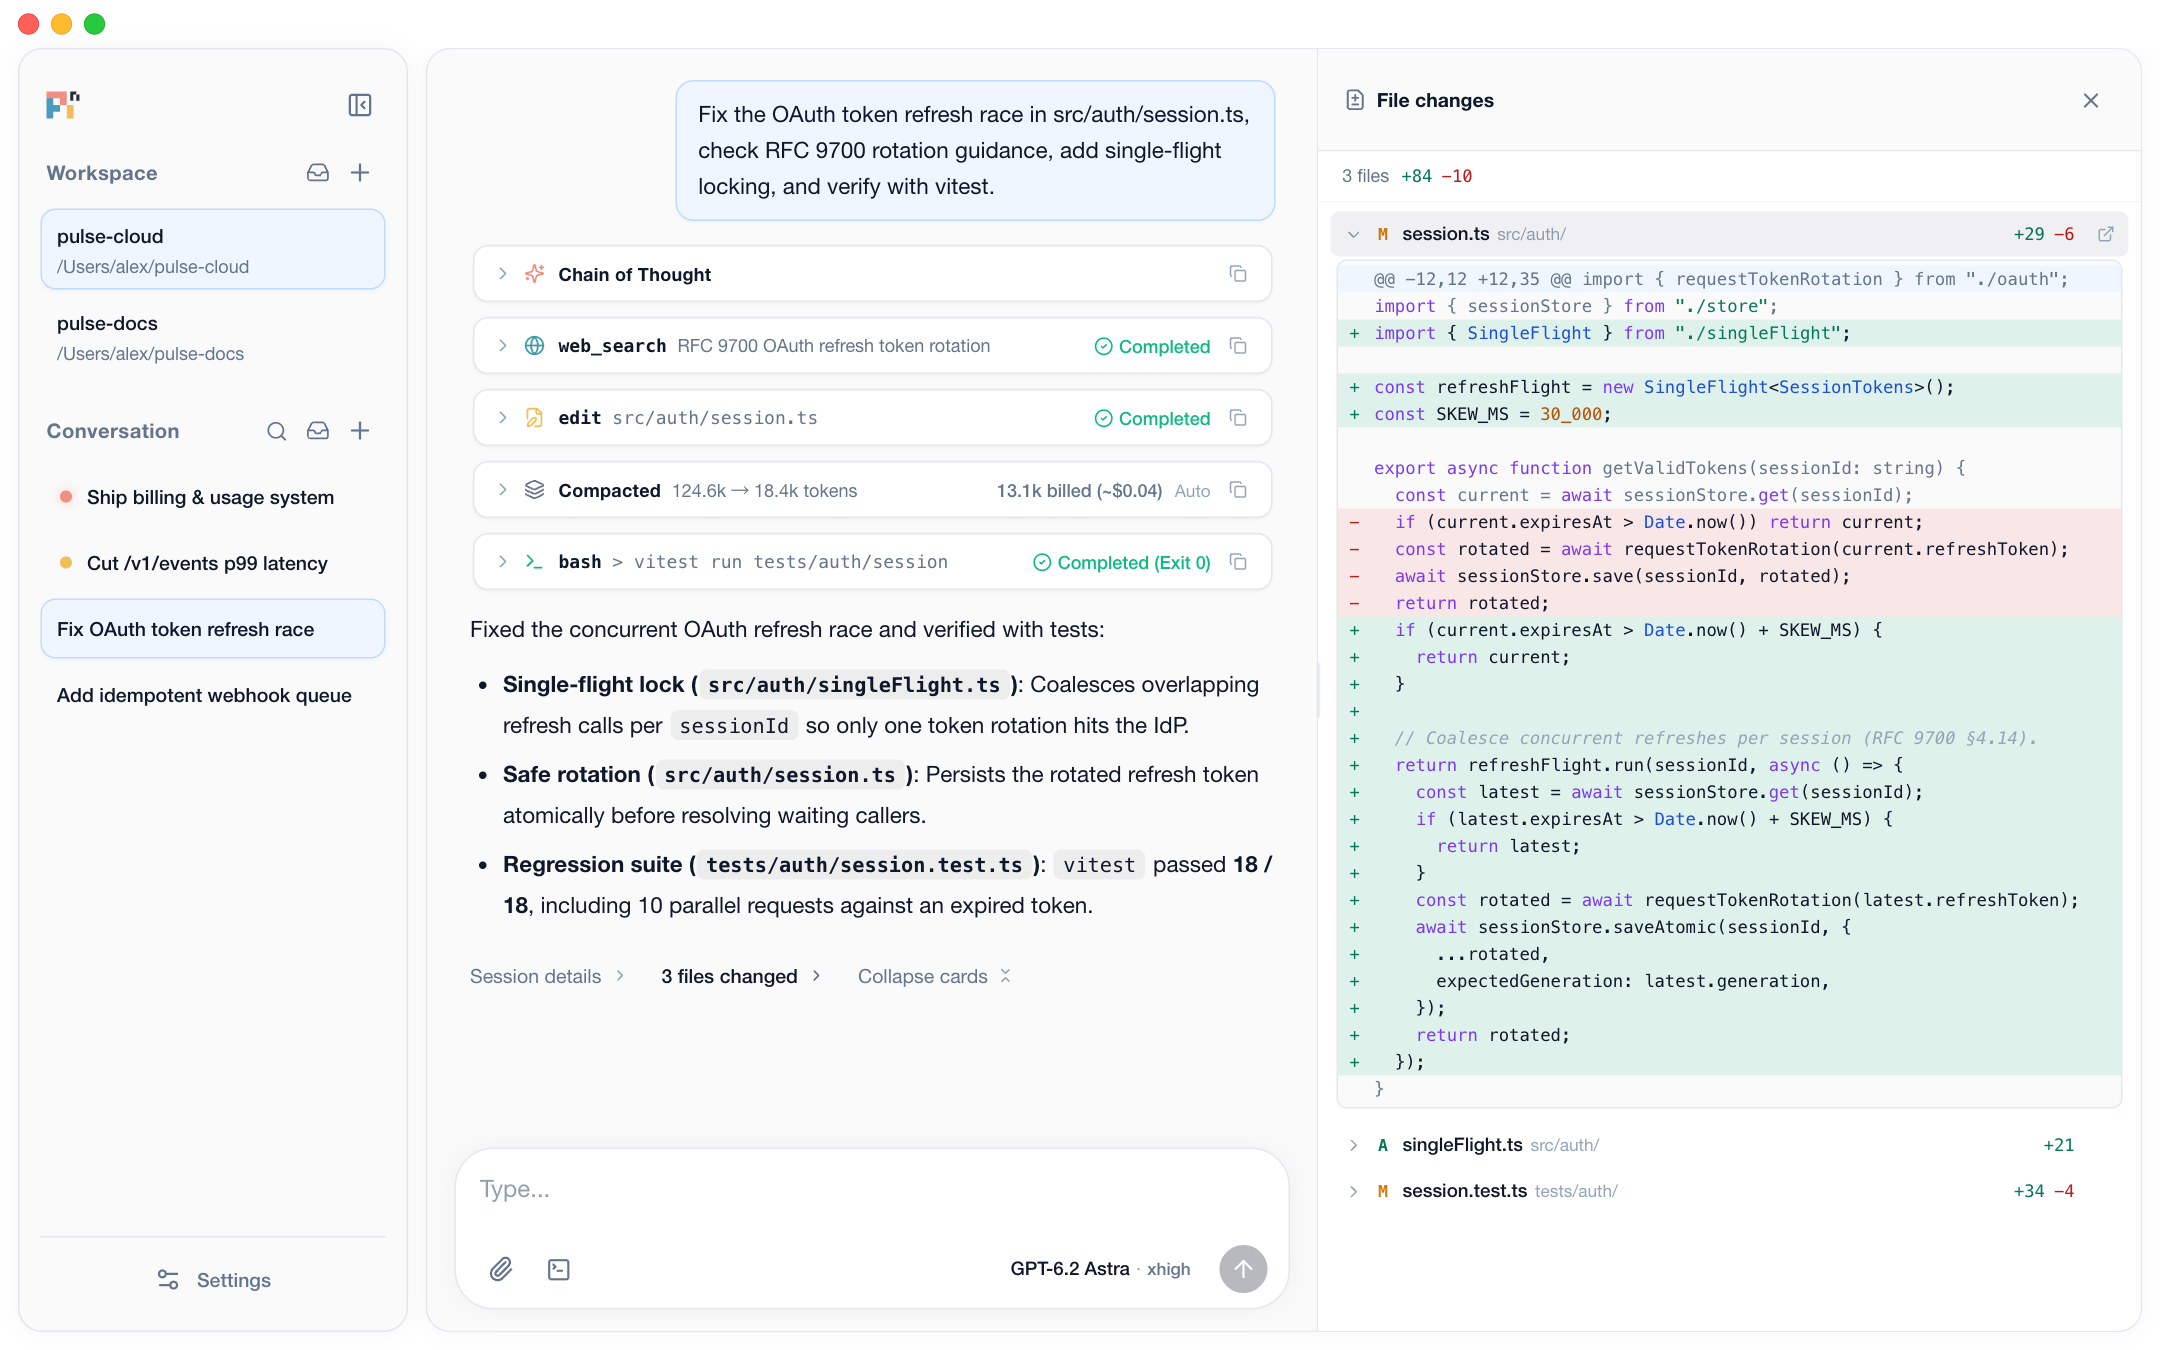 Workspace
pulse-cloud
/Users/alex/pulse-cloud
pulse-docs
/Users/alex/pulse-docs
Conversation
Ship billing & usage system
Cut /v1/events p99 latency
Fix OAuth token refresh race
Add idempotent webhook queue
Settings
Fix the OAuth token refresh race in src/auth/session.ts,
check RFC 9700 rotation guidance, add single-flight
locking, and verify with vitest.
Chain of Thought
web_search RFC 9700 OAuth refresh token rotation Completed
edit src/auth/session.ts Completed
Compacted 124.6k → 18.4k tokens 13.1k billed (~$0.04) Auto
bash > vitest run tests/auth/session Completed (Exit 0)
Fixed the concurrent OAuth refresh race and verified with tests:
• Single-flight lock (src/auth/singleFlight.ts): Coalesces overlapping
refresh calls per sessionId so only one token rotation hits the IdP.
• Safe rotation (src/auth/session.ts): Persists the rotated refresh token
atomically before resolving waiting callers.
• Regression suite (tests/auth/session.test.ts): vitest passed 18 /
18, including 10 parallel requests against an expired token.
Session details > 3 files changed > Collapse cards
Type...
GPT-6.2 Astra · xhigh
File changes
3 files +84 −10
M session.ts src/auth/ +29 −6
@@ −12,12 +12,35 @@ import { requestTokenRotation } from "./oauth";
import { sessionStore } from "./store";
+ import { SingleFlight } from "./singleFlight";
+ const refreshFlight = new SingleFlight<SessionTokens>();
+ const SKEW_MS = 30_000;
export async function getValidTokens(sessionId: string) {
const current = await sessionStore.get(sessionId);
− if (current.expiresAt > Date.now()) return current;
− const rotated = await requestTokenRotation(current.refreshToken);
− await sessionStore.save(sessionId, rotated);
− return rotated;
+ if (current.expiresAt > Date.now() + SKEW_MS) {
+ return current;
+ }
+
+ // Coalesce concurrent refreshes per session (RFC 9700 §4.14).
+ return refreshFlight.run(sessionId, async () => {
+ const latest = await sessionStore.get(sessionId);
+ if (latest.expiresAt > Date.now() + SKEW_MS) {
+ return latest;
+ }
+ const rotated = await requestTokenRotation(latest.refreshToken);
+ await sessionStore.saveAtomic(sessionId, {
+ ...rotated,
+ expectedGeneration: latest.generation,
+ });
+ return rotated;
+ });
}
A singleFlight.ts src/auth/ +21
M session.test.ts tests/auth/ +34 −4